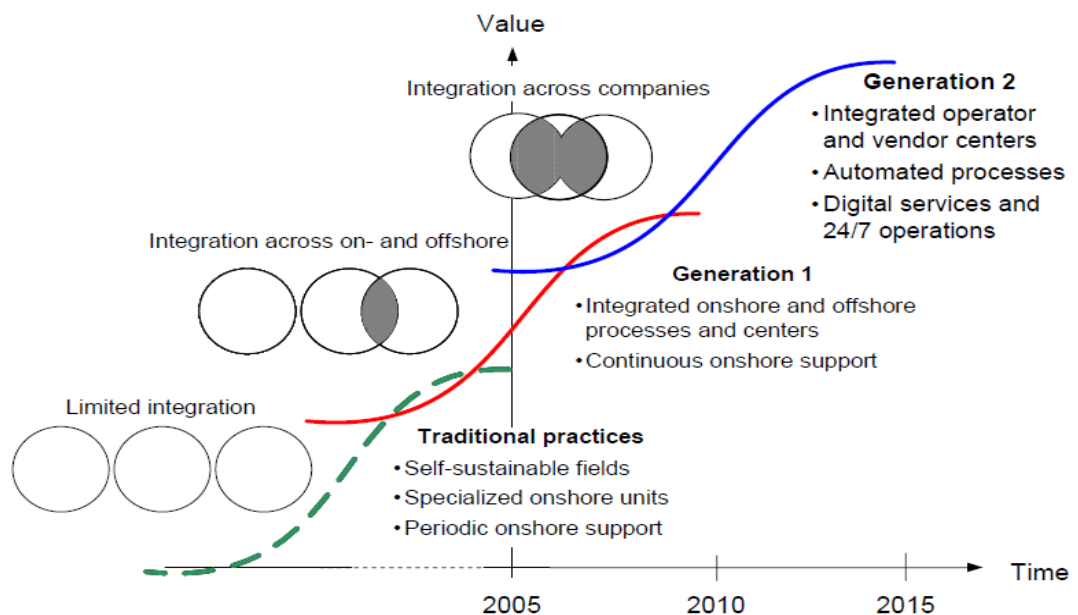 Value
Integration across companies
Generation 2
•Integrated operator
and vendor centers
•Automated processes
•Digital services and
24/7 operations
Integration across on- and offshore
Generation 1
•Integrated onshore and offshore
processes and centers
•Continuous onshore support
Limited integration
Traditional practices
•Self-sustainable fields
•Specialized onshore units
•Periodic onshore support
Time
2005
2010
2015